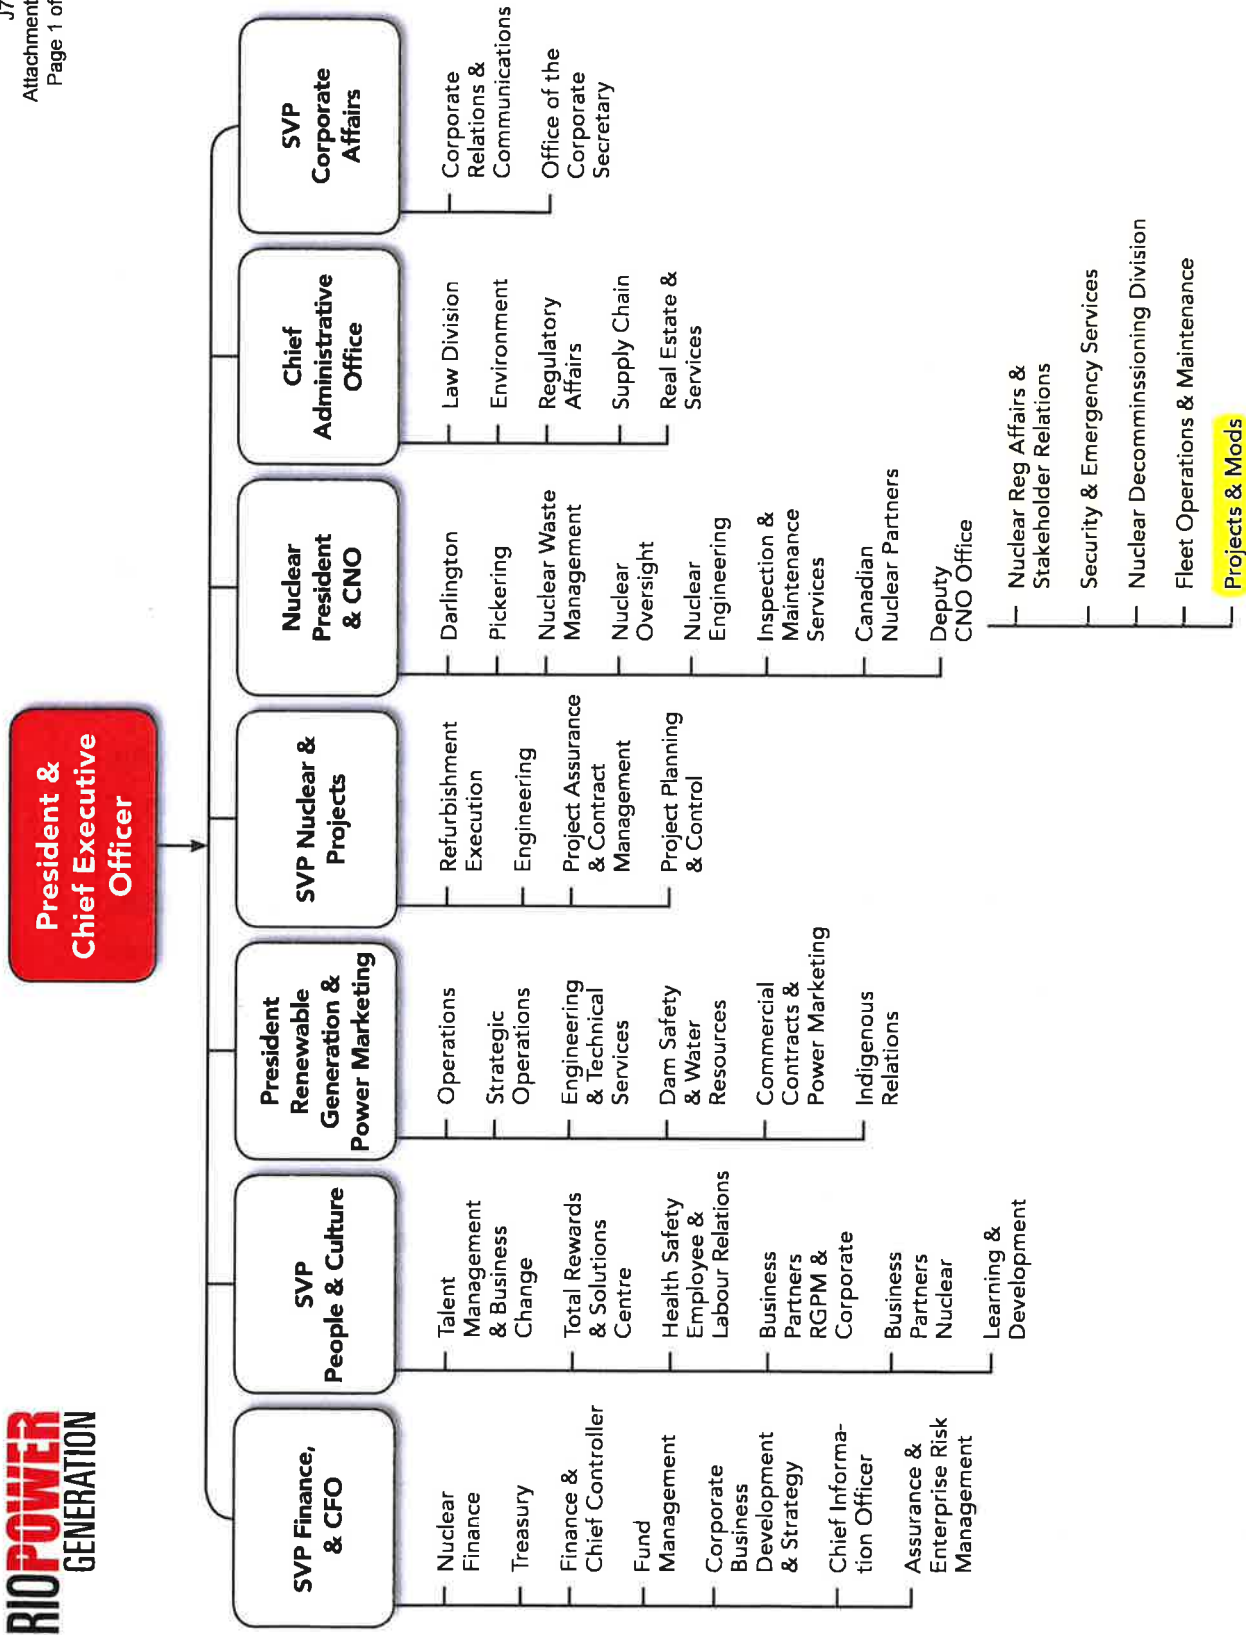 RIOPOWER
GENERATION
J7
Attachment
Page 1 of
President &
Chief Executive
Officer
SVP Finance,
& CFO
Nuclear
Finance
Treasury
Finance &
Chief Controller
Fund
Management
Corporate
Business
Development
& Strategy
Chief Informa-
tion Officer
Assurance &
Enterprise Risk
Management
SVP
People & Culture
Talent
Management
& Business
Change
Total Rewards
& Solutions
Centre
Health Safety
Employee &
Labour Relations
Business
Partners
RGPM &
Corporate
Business
Partners
Nuclear
Learning &
Development
President
Renewable
Generation &
Power Marketing
Operations
Strategic
Operations
Engineering
& Technical
Services
Dam Safety
& Water
Resources
Commercial
Contracts &
Power Marketing
Indigenous
Relations
SVP Nuclear &
Projects
Refurbishment
Execution
Engineering
Project Assurance
& Contract
Management
Project Planning
& Control
Nuclear
President
& CNO
Darlington
Pickering
Nuclear Waste
Management
Nuclear
Oversight
Nuclear
Engineering
Inspection &
Maintenance
Services
Canadian
Nuclear Partners
Deputy
CNO Office
Nuclear Reg Affairs &
Stakeholder Relations
Security & Emergency Services
Nuclear Decomminssioning Division
Fleet Operations & Maintenance
Projects & Mods
Chief
Administrative
Office
Law Division
Environment
Regulatory
Affairs
Supply Chain
Real Estate &
Services
SVP
Corporate
Affairs
Corporate
Relations &
Communications
Office of the
Corporate
Secretary